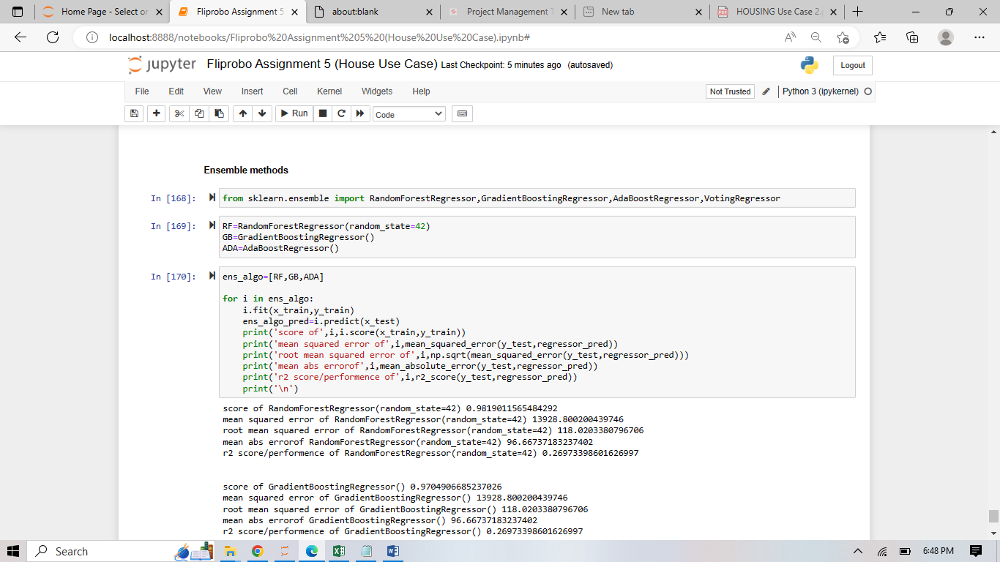 Home Page - Select or
Fliprobo Assignment 5
about:blank
Project Management T
New tab
HOUSING Use Case 2.p
localhost:8888/notebooks/Fliprobo%20Assignment%205%20(House%20Use%20Case).ipynb#
jupyter Fliprobo Assignment 5 (House Use Case) Last Checkpoint: 5 minutes ago (autosaved)
Logout
File Edit View Insert Cell Kernel Widgets Help
Not Trusted
Python 3 (ipykernel)
Run
Code
Ensemble methods
In [168]: from sklearn.ensemble import RandomForestRegressor,GradientBoostingRegressor,AdaBoostRegressor,VotingRegressor
In [169]: RF=RandomForestRegressor(random_state=42)
GB=GradientBoostingRegressor()
ADA=AdaBoostRegressor()
In [170]: ens_algo=[RF,GB,ADA]
for i in ens_algo:
    i.fit(x_train,y_train)
    ens_algo_pred=i.predict(x_test)
    print('score of',i,i.score(x_train,y_train))
    print('mean squared error of',i,mean_squared_error(y_test,regressor_pred))
    print('root mean squared error of',i,np.sqrt(mean_squared_error(y_test,regressor_pred)))
    print('mean abs errorof',i,mean_absolute_error(y_test,regressor_pred))
    print('r2 score/performence of',i,r2_score(y_test,regressor_pred))
    print('\n')
score of RandomForestRegressor(random_state=42) 0.9819011565484292
mean squared error of RandomForestRegressor(random_state=42) 13928.800200439746
root mean squared error of RandomForestRegressor(random_state=42) 118.0203380796706
mean abs errorof RandomForestRegressor(random_state=42) 96.66737183237402
r2 score/performence of RandomForestRegressor(random_state=42) 0.26973398601626997
score of GradientBoostingRegressor() 0.9704906685237026
mean squared error of GradientBoostingRegressor() 13928.800200439746
root mean squared error of GradientBoostingRegressor() 118.0203380796706
mean abs errorof GradientBoostingRegressor() 96.66737183237402
r2 score/performence of GradientBoostingRegressor() 0.26973398601626997
Search
6:48 PM